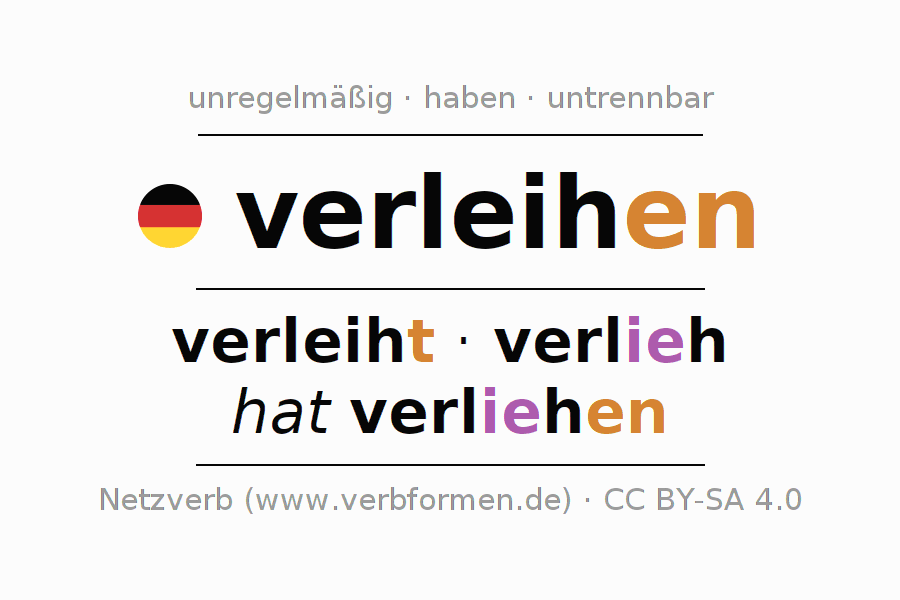 unregelmäßig · haben · untrennbar
verleihen
verleiht · verlieh
hat verliehen
Netzverb (www.verbformen.de) · CC BY-SA 4.0